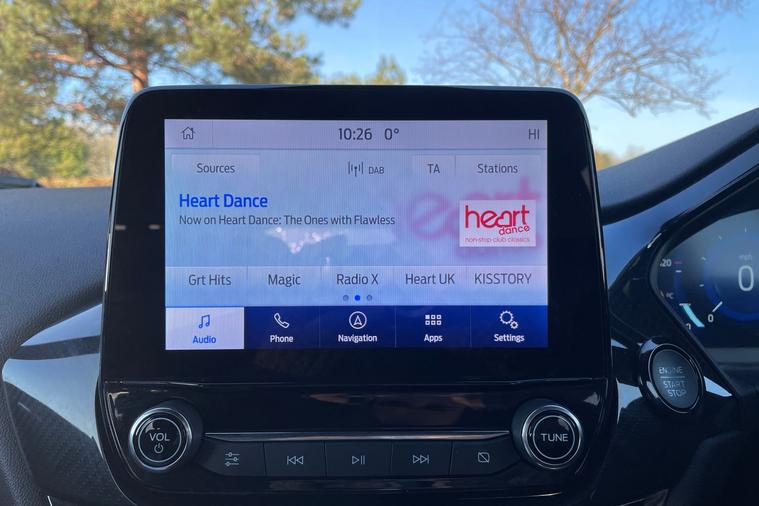 10:26 0° HI
Sources DAB TA Stations
Heart Dance
Now on Heart Dance: The Ones with Flawless
heart
dance
non-stop club classics
Grt Hits Magic Radio X Heart UK KISSTORY
Audio Phone Navigation Apps Settings
mph
20
0
°C
ENGINE
START
STOP
VOL
TUNE